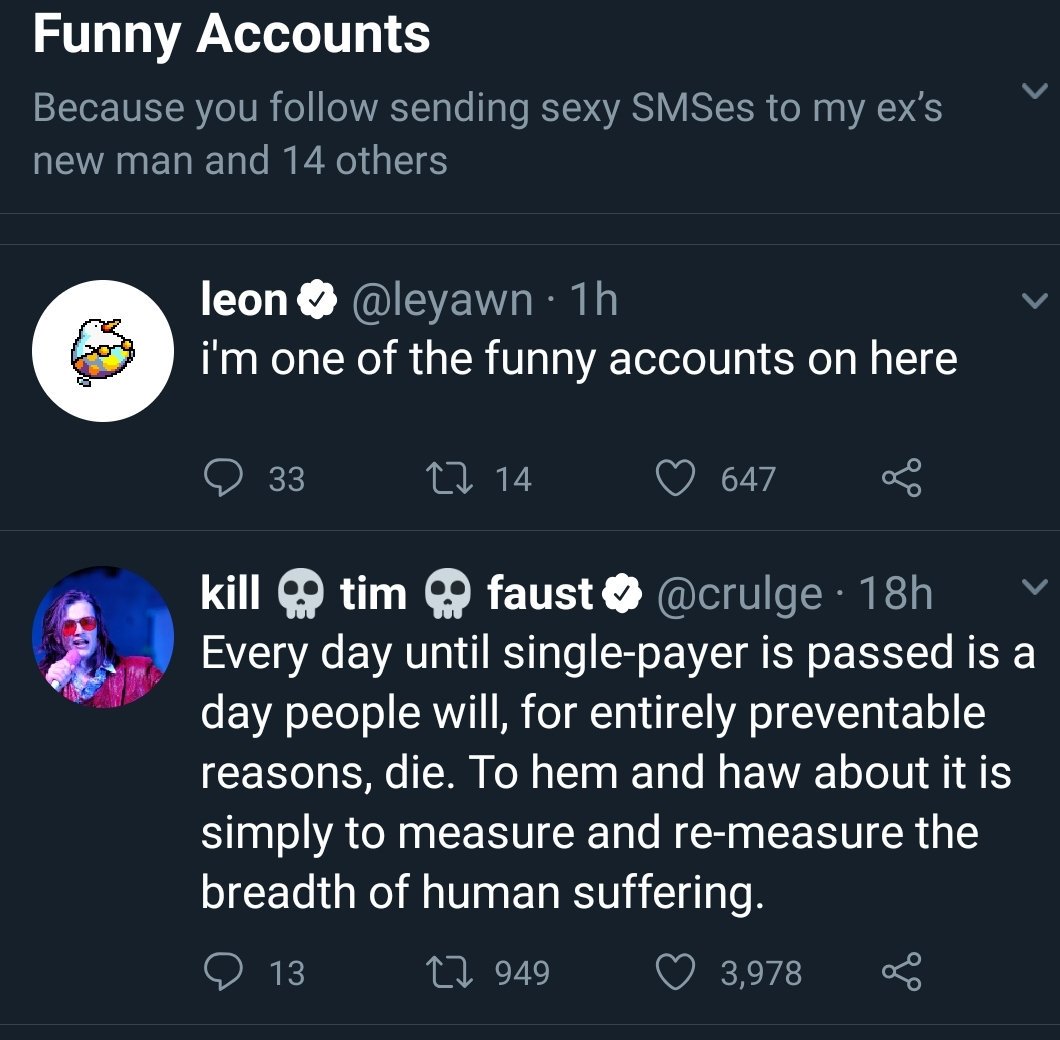 Funny Accounts
Because you follow sending sexy SMSes to my ex’s
new man and 14 others
leon @leyawn · 1h
i'm one of the funny accounts on here
33 14 647
kill 💀 tim 💀 faust @crulge · 18h
Every day until single-payer is passed is a
day people will, for entirely preventable
reasons, die. To hem and haw about it is
simply to measure and re-measure the
breadth of human suffering.
13 949 3,978